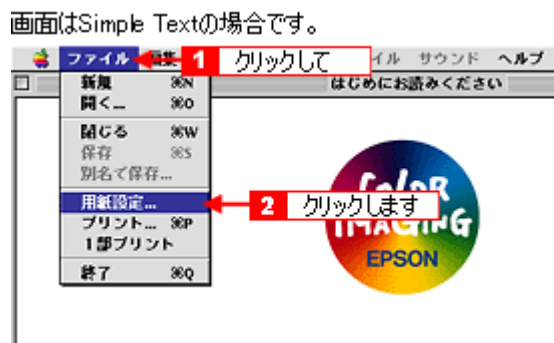 画面はSimple Textの場合です。
ファイル 編集 1 クリックして イル サウンド ヘルプ
はじめにお読みください
新規 ⌘N
開く... ⌘O
閉じる ⌘W
保存 ⌘S
別名で保存...
用紙設定...
2 クリックします
プリント... ⌘P
1部プリント
終了 ⌘Q
COLOR
IMAGING
EPSON